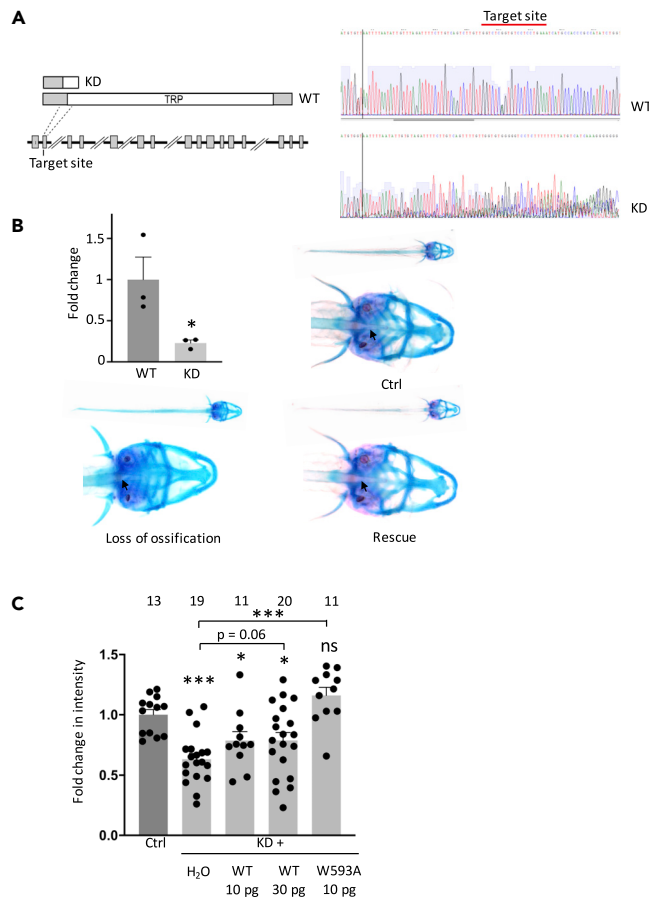 A
Target site
KD
TRP
WT
WT
Target site
KD
B
Fold change
1.5
1
0.5
0
*
WT
KD
Ctrl
Loss of ossification
Rescue
C
13
19
11
20
11
***
p = 0.06
ns
*
*
***
Fold change in intensity
1.5
1.0
0.5
0.0
Ctrl
KD +
H₂O
WT
WT
W593A
10 pg
30 pg
10 pg